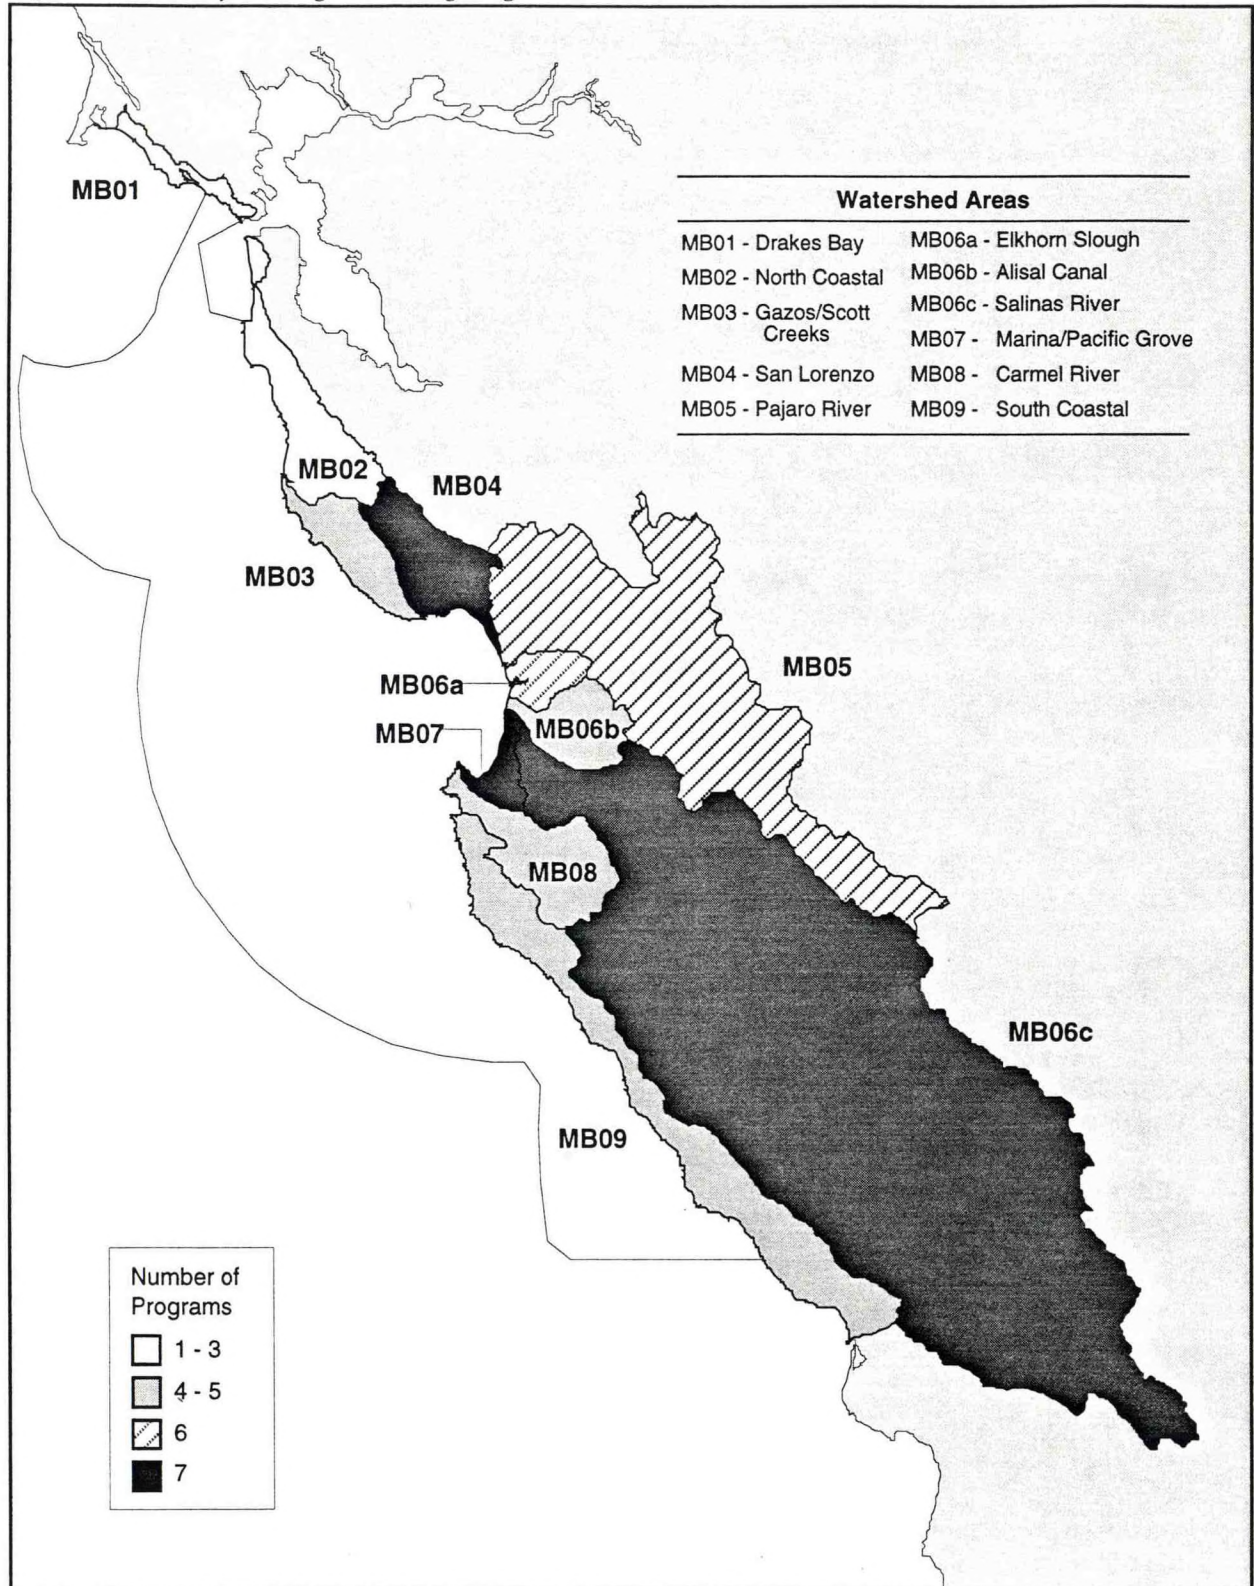 MB01
Watershed Areas
MB01 - Drakes Bay
MB02 - North Coastal
MB03 - Gazos/Scott
Creeks
MB04 - San Lorenzo
MB05 - Pajaro River
MB06a - Elkhorn Slough
MB06b - Alisal Canal
MB06c - Salinas River
MB07 - Marina/Pacific Grove
MB08 - Carmel River
MB09 - South Coastal
MB02
MB04
MB03
MB05
MB06a
MB07
MB06b
MB08
MB06c
MB09
Number of
Programs
1 - 3
4 - 5
6
7